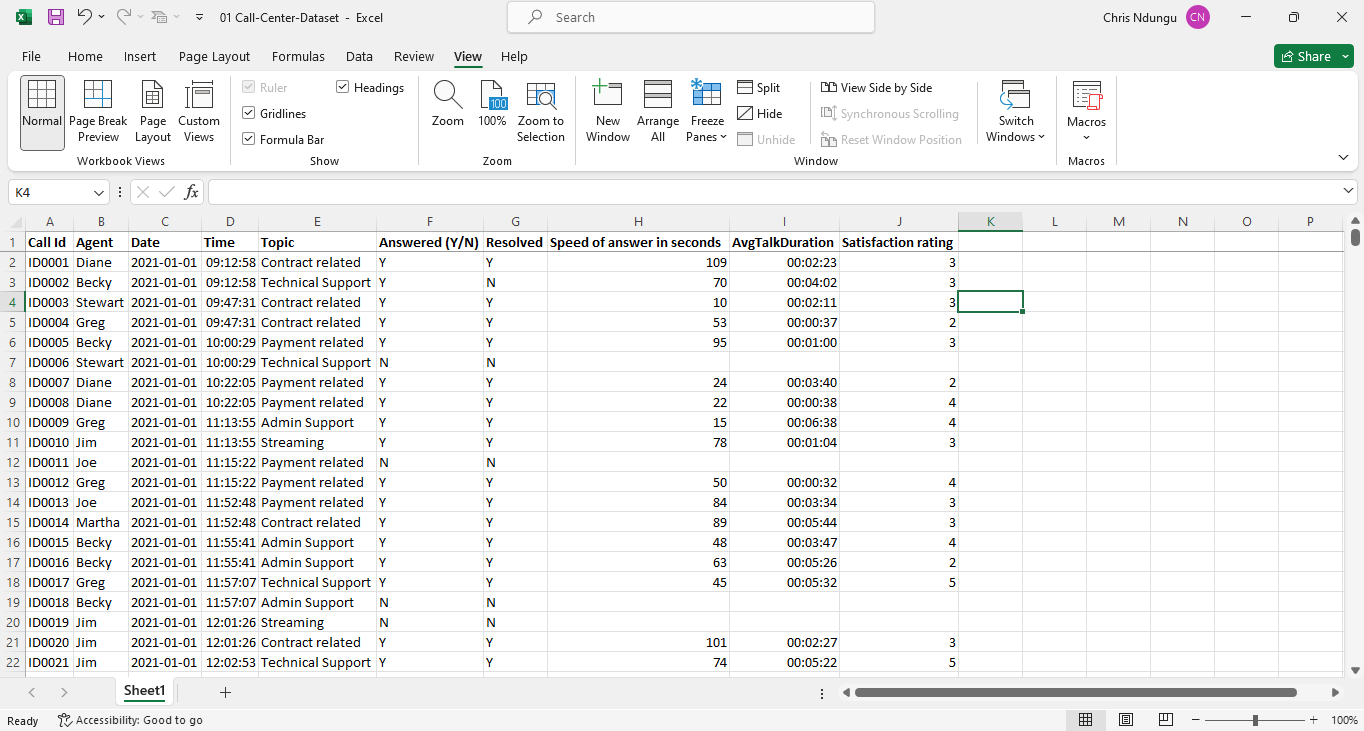 01 Call-Center-Dataset - Excel
Search
Chris Ndungu CN
File Home Insert Page Layout Formulas Data Review View Help
Share
Normal
Page Break Preview
Page Layout
Custom Views
Workbook Views
Ruler
Headings
Gridlines
Formula Bar
Show
Zoom
100
100%
Zoom to Selection
Zoom
New Window
Arrange All
Freeze Panes
Split
Hide
Unhide
View Side by Side
Synchronous Scrolling
Reset Window Position
Window
Switch Windows
Macros
Macros
K4 fx
A B C D E F G H I J K L M N O P
1 Call Id Agent Date Time Topic Answered (Y/N) Resolved Speed of answer in seconds AvgTalkDuration Satisfaction rating
2 ID0001 Diane 2021-01-01 09:12:58 Contract related Y Y 109 00:02:23 3
3 ID0002 Becky 2021-01-01 09:12:58 Technical Support Y N 70 00:04:02 3
4 ID0003 Stewart 2021-01-01 09:47:31 Contract related Y Y 10 00:02:11 3
5 ID0004 Greg 2021-01-01 09:47:31 Contract related Y Y 53 00:00:37 2
6 ID0005 Becky 2021-01-01 10:00:29 Payment related Y Y 95 00:01:00 3
7 ID0006 Stewart 2021-01-01 10:00:29 Technical Support N N
8 ID0007 Diane 2021-01-01 10:22:05 Payment related Y Y 24 00:03:40 2
9 ID0008 Diane 2021-01-01 10:22:05 Payment related Y Y 22 00:00:38 4
10 ID0009 Greg 2021-01-01 11:13:55 Admin Support Y Y 15 00:06:38 4
11 ID0010 Jim 2021-01-01 11:13:55 Streaming Y Y 78 00:01:04 3
12 ID0011 Joe 2021-01-01 11:15:22 Payment related N N
13 ID0012 Greg 2021-01-01 11:15:22 Payment related Y Y 50 00:00:32 4
14 ID0013 Joe 2021-01-01 11:52:48 Payment related Y Y 84 00:03:34 3
15 ID0014 Martha 2021-01-01 11:52:48 Contract related Y Y 89 00:05:44 3
16 ID0015 Becky 2021-01-01 11:55:41 Admin Support Y Y 48 00:03:47 4
17 ID0016 Becky 2021-01-01 11:55:41 Admin Support Y Y 63 00:05:26 2
18 ID0017 Greg 2021-01-01 11:57:07 Technical Support Y Y 45 00:05:32 5
19 ID0018 Becky 2021-01-01 11:57:07 Admin Support N N
20 ID0019 Jim 2021-01-01 12:01:26 Streaming N N
21 ID0020 Jim 2021-01-01 12:01:26 Contract related Y Y 101 00:02:27 3
22 ID0021 Jim 2021-01-01 12:02:53 Technical Support Y Y 74 00:05:22 5
Sheet1
Ready Accessibility: Good to go 100%